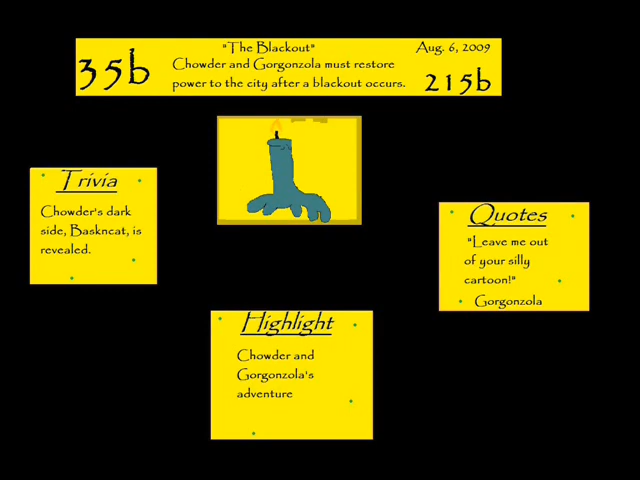 35b
"The Blackout"
Aug. 6, 2009
Chowder and Gorgonzola must restore
power to the city after a blackout occurs.
215b
Trivia
Chowder's dark
side, Baskncat, is
revealed.
Quotes
"Leave me out
of your silly
cartoon!"
Gorgonzola
Highlight
Chowder and
Gorgonzola's
adventure